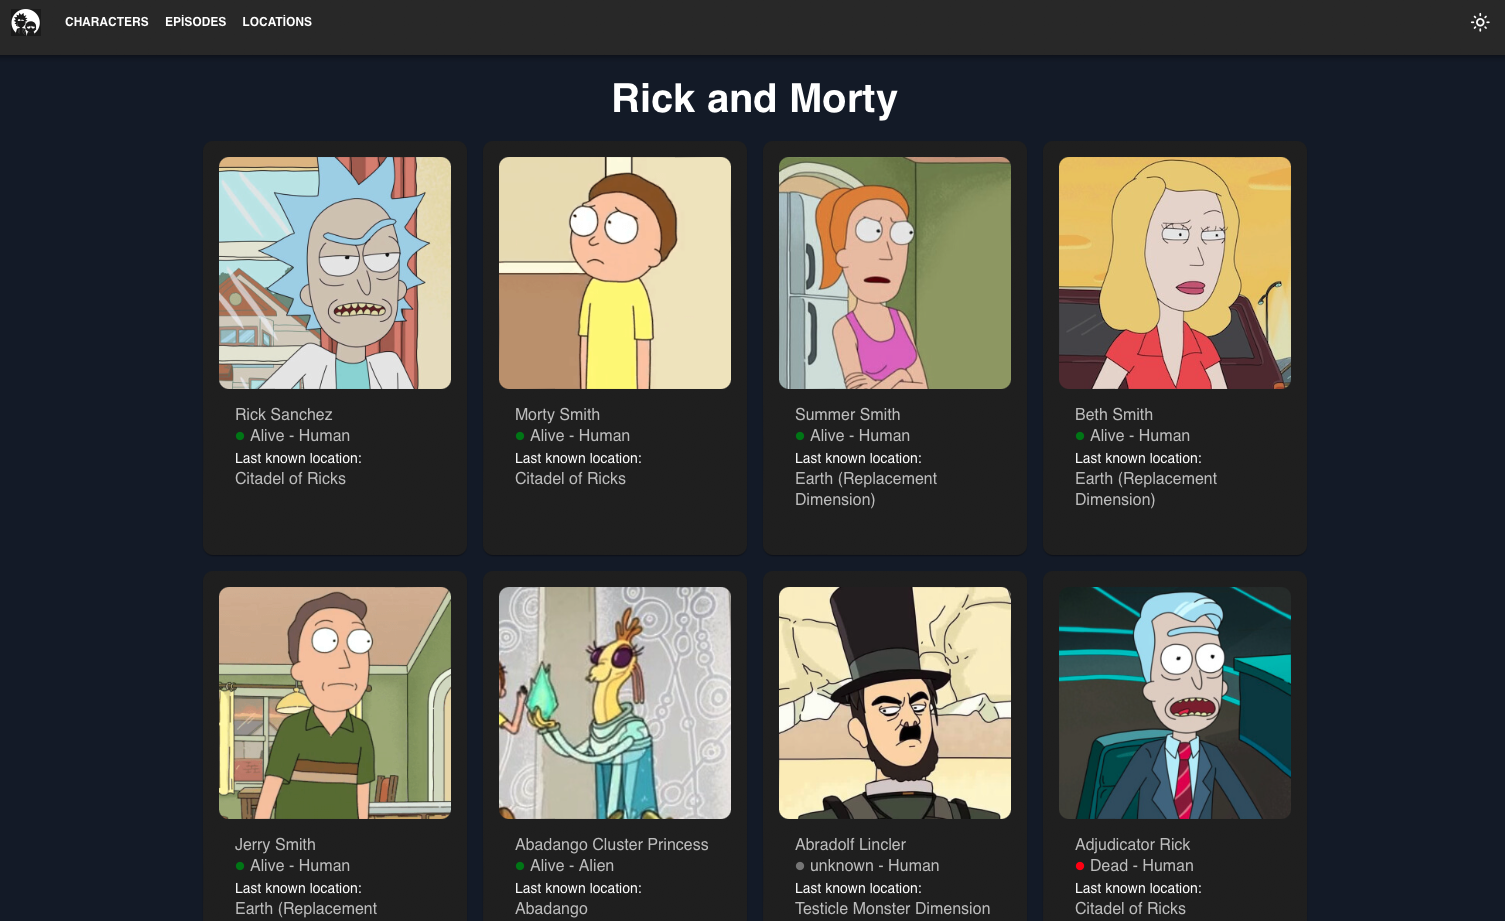 CHARACTERS EPİSODES LOCATİONS
Rick and Morty
Rick Sanchez
Alive - Human
Last known location:
Citadel of Ricks
Morty Smith
Alive - Human
Last known location:
Citadel of Ricks
Summer Smith
Alive - Human
Last known location:
Earth (Replacement
Dimension)
Beth Smith
Alive - Human
Last known location:
Earth (Replacement
Dimension)
Jerry Smith
Alive - Human
Last known location:
Earth (Replacement
Abadango Cluster Princess
Alive - Alien
Last known location:
Abadango
Abradolf Lincler
unknown - Human
Last known location:
Testicle Monster Dimension
Adjudicator Rick
Dead - Human
Last known location:
Citadel of Ricks